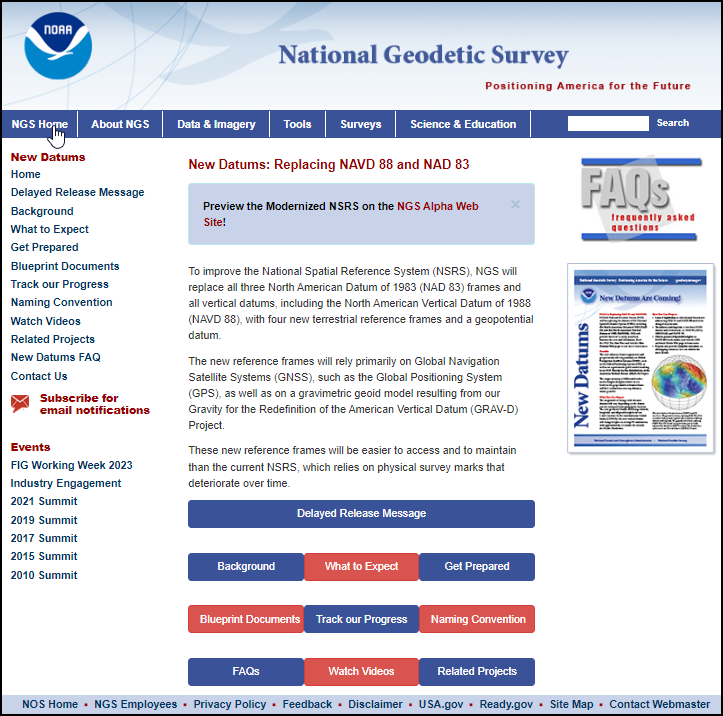 NOAA
National Geodetic Survey
Positioning America for the Future
NGS Home
About NGS
Data & Imagery
Tools
Surveys
Science & Education
Search
New Datums
Home
Delayed Release Message
Background
What to Expect
Get Prepared
Blueprint Documents
Track our Progress
Naming Convention
Watch Videos
Related Projects
New Datums FAQ
Contact Us
Subscribe for
email notifications
Events
FIG Working Week 2023
Industry Engagement
2021 Summit
2019 Summit
2017 Summit
2015 Summit
2010 Summit
New Datums: Replacing NAVD 88 and NAD 83
Preview the Modernized NSRS on the NGS Alpha Web
Site!
×
To improve the National Spatial Reference System (NSRS), NGS will
replace all three North American Datum of 1983 (NAD 83) frames and
all vertical datums, including the North American Vertical Datum of 1988
(NAVD 88), with four new terrestrial reference frames and a geopotential
datum.
The new reference frames will rely primarily on Global Navigation
Satellite Systems (GNSS), such as the Global Positioning System
(GPS), as well as on a gravimetric geoid model resulting from our
Gravity for the Redefinition of the American Vertical Datum (GRAV-D)
Project.
These new reference frames will be easier to access and to maintain
than the current NSRS, which relies on physical survey marks that
deteriorate over time.
Delayed Release Message
Background
What to Expect
Get Prepared
Blueprint Documents
Track our Progress
Naming Convention
FAQs
Watch Videos
Related Projects
FAQs
frequently asked
questions
New Datums Are Coming!
New Datums
NOS Home • NGS Employees • Privacy Policy • Feedback • Disclaimer • USA.gov • Ready.gov • Site Map • Contact Webmaster